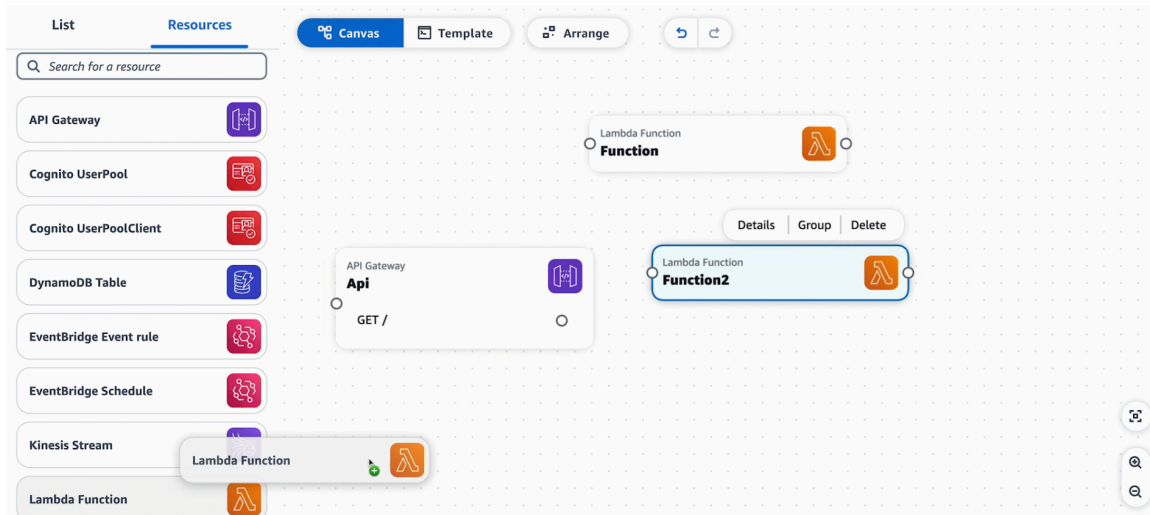 List
Resources
Canvas
Template
Arrange
Search for a resource
API Gateway
Cognito UserPool
Cognito UserPoolClient
DynamoDB Table
EventBridge Event rule
EventBridge Schedule
Kinesis Stream
Lambda Function
Lambda Function
Lambda Function
Function
Details
Group
Delete
Lambda Function
Function2
API Gateway
Api
GET /